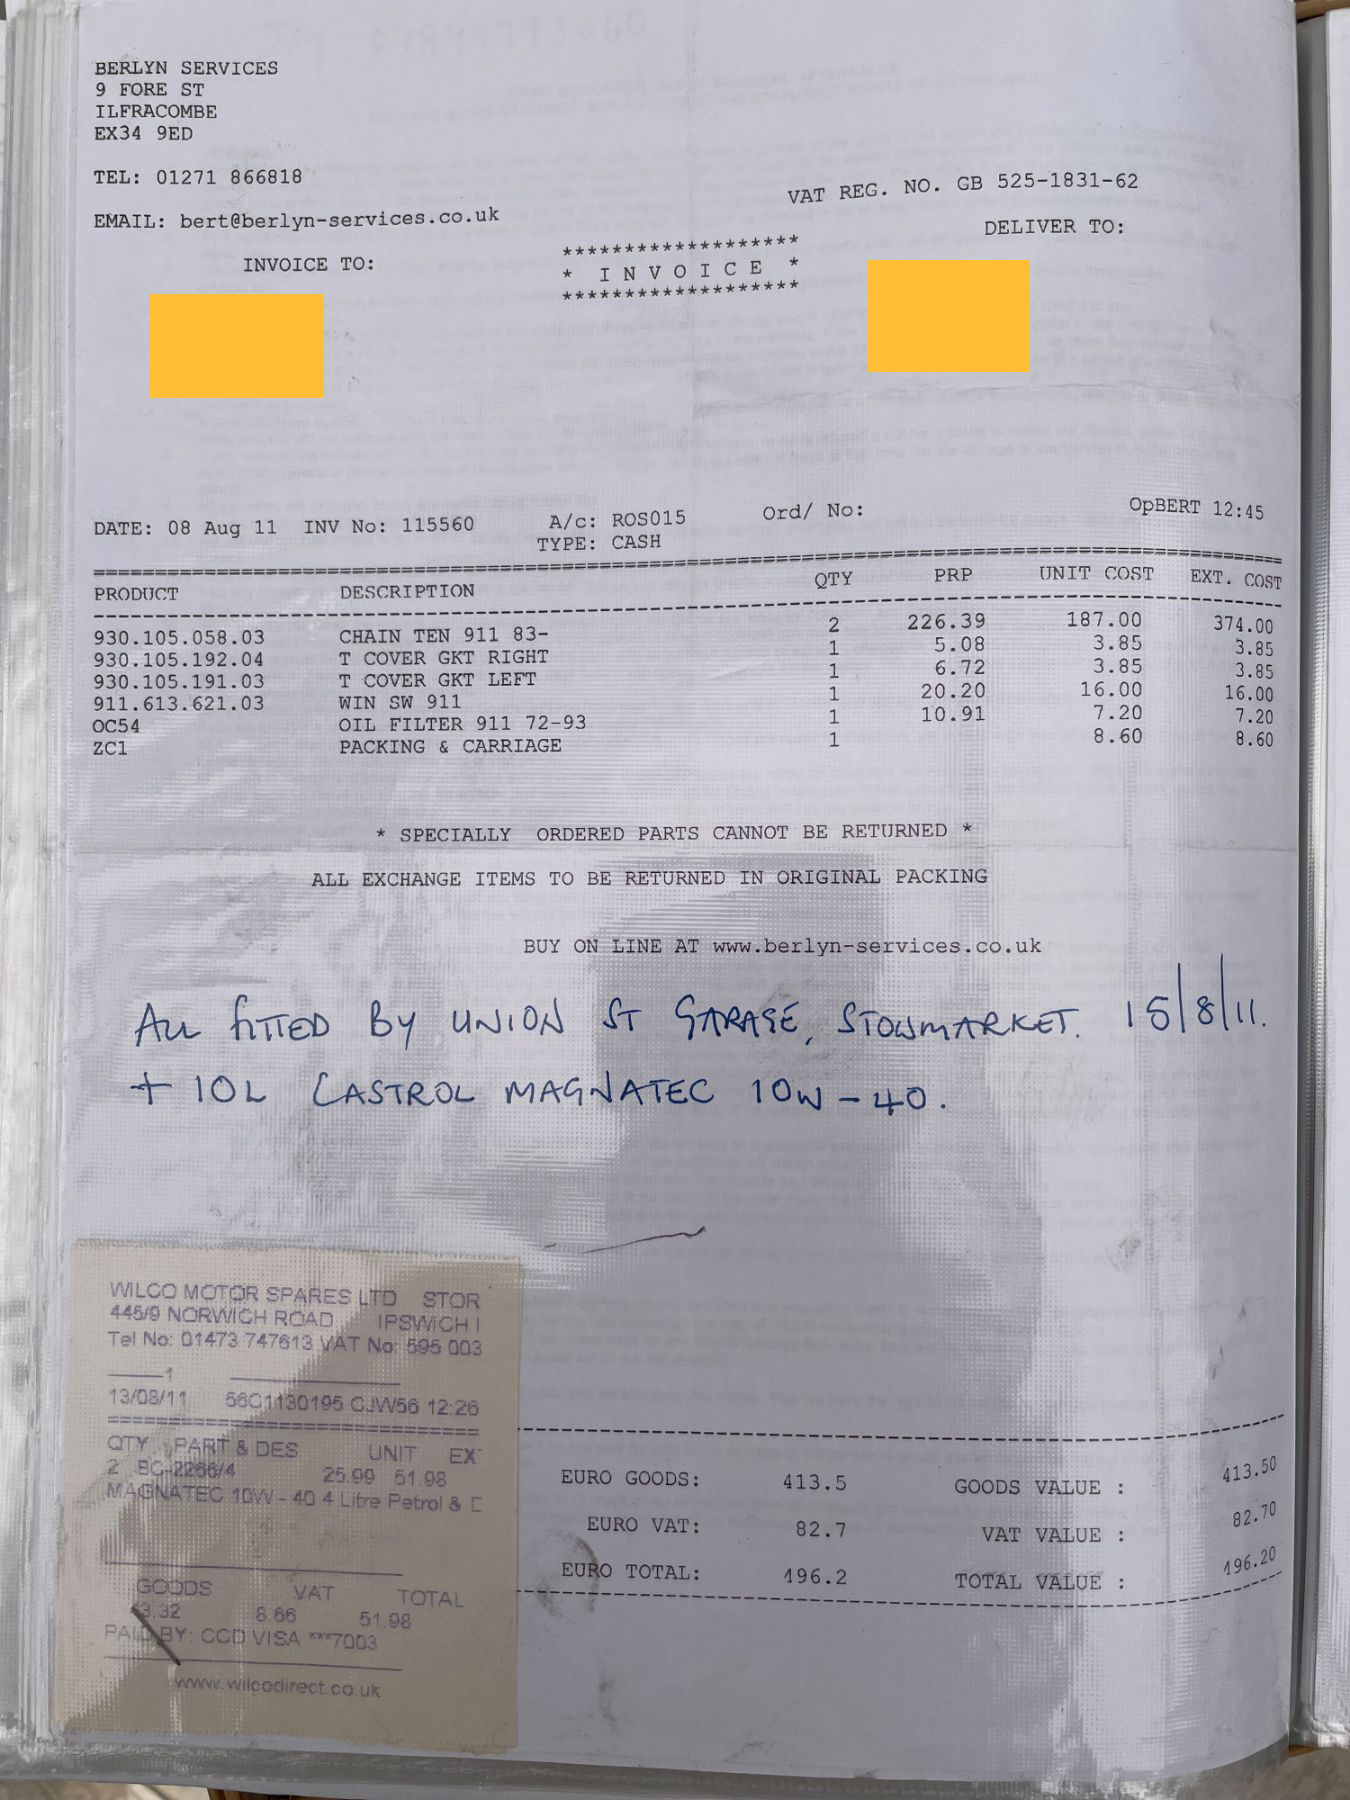 BERLYN SERVICES
9 FORE ST
ILFRACOMBE
EX34 9ED
TEL: 01271 866818
VAT REG. NO. GB 525-1831-62
EMAIL: bert@berlyn-services.co.uk
DELIVER TO:
INVOICE TO:
*******************
* I N V O I C E *
*******************
DATE: 08 Aug 11 INV No: 115560 A/c: ROS015 Ord/ No: OpBERT 12:45
TYPE: CASH
PRODUCT DESCRIPTION QTY PRP UNIT COST EXT. COST
930.105.058.03 CHAIN TEN 911 83- 2 226.39 187.00 374.00
930.105.192.04 T COVER GKT RIGHT 1 5.08 3.85 3.85
930.105.191.03 T COVER GKT LEFT 1 6.72 3.85 3.85
911.613.621.03 WIN SW 911 1 20.20 16.00 16.00
OC54 OIL FILTER 911 72-93 1 10.91 7.20 7.20
ZC1 PACKING & CARRIAGE 1 8.60 8.60
* SPECIALLY ORDERED PARTS CANNOT BE RETURNED *
ALL EXCHANGE ITEMS TO BE RETURNED IN ORIGINAL PACKING
BUY ON LINE AT www.berlyn-services.co.uk
ALL FITTED BY UNION ST GARAGE, STOWMARKET. 15/8/11.
+ 10L CASTROL MAGNATEC 10W-40.
WILCO MOTOR SPARES LTD STOR
445/9 NORWICH ROAD IPSWICH I
Tel No: 01473 747613 VAT No: 595 003
1
13/08/11 56C1130195 CJW56 12:26
QTY PART & DES UNIT EX
2 BC-2266/4 25.99 51.98
MAGNATEC 10W - 40 4 Litre Petrol &
GOODS VAT TOTAL
3.32 8.66 51.98
PAID BY: CCD VISA ***7003
www.wilcodirect.co.uk
EURO GOODS: 413.5 GOODS VALUE : 413.50
EURO VAT: 82.7 VAT VALUE : 82.70
EURO TOTAL: 496.2 TOTAL VALUE : 496.20